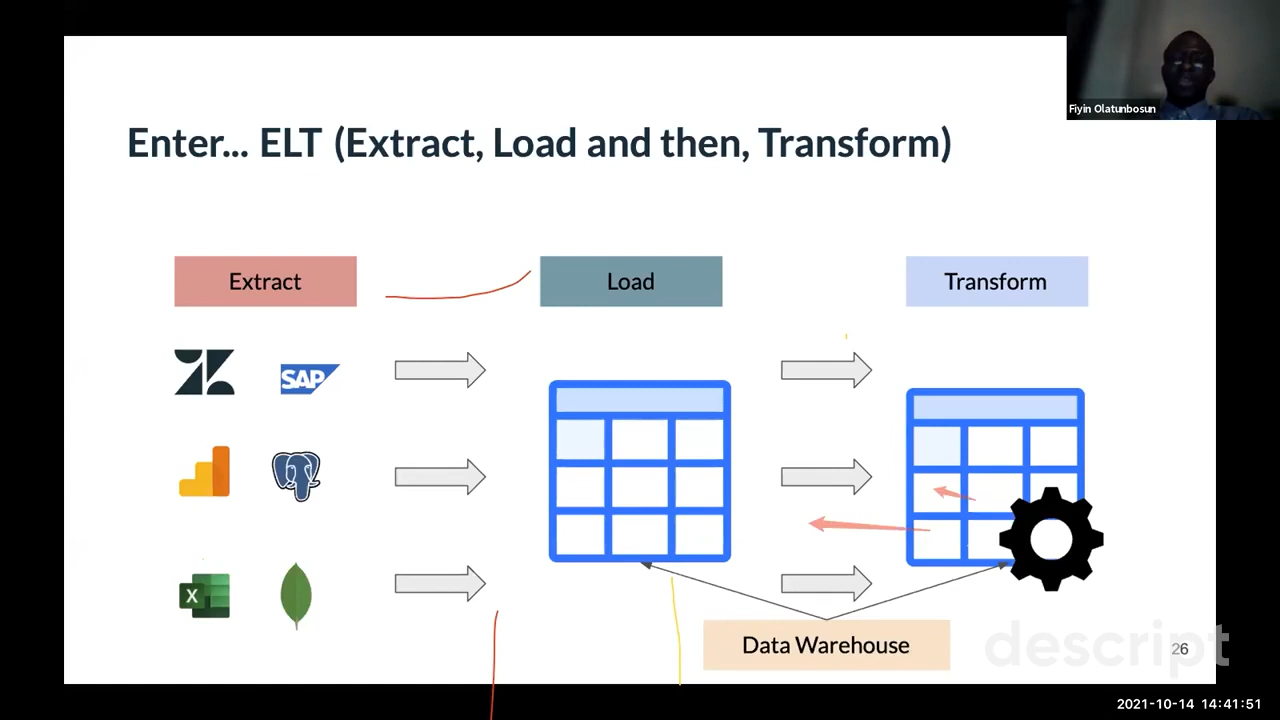 Fiyin Olatunbosun
Enter... ELT (Extract, Load and then, Transform)
Extract
Load
Transform
SAP
X
Data Warehouse
descript
26
2021-10-14 14:41:51